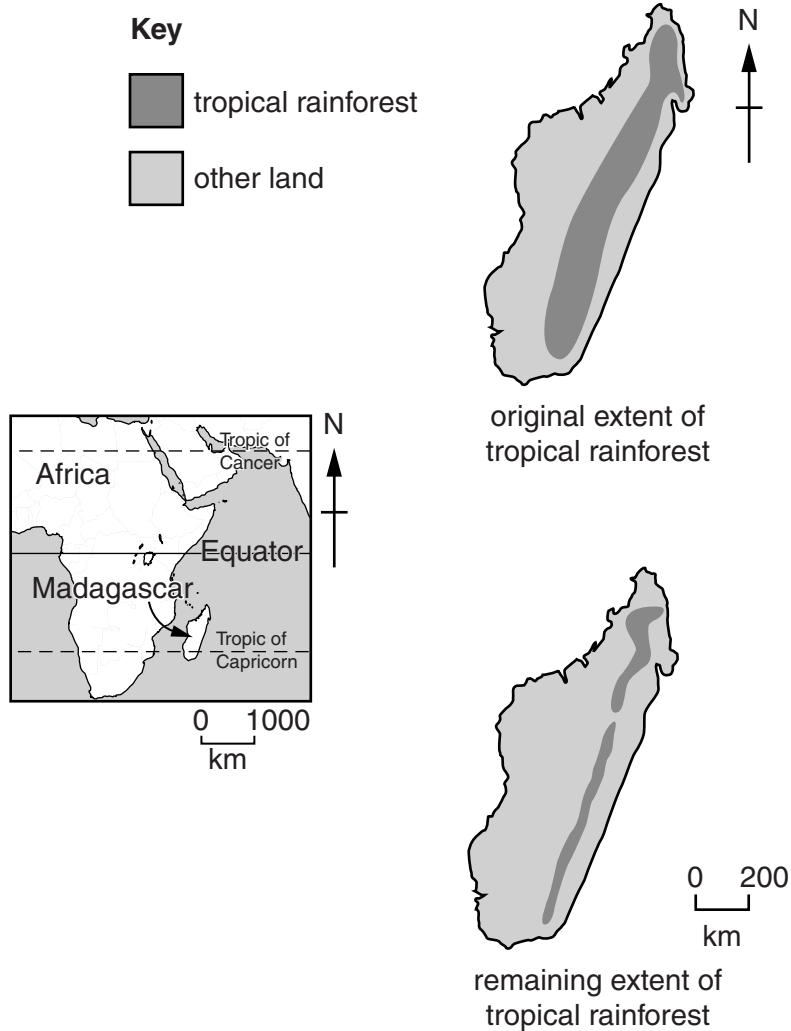 Key
tropical rainforest
other land
N
original extent of
tropical rainforest
N
Tropic of
Cancer
Africa
Equator
Madagascar
Tropic of
Capricorn
0 1000
km
0 200
km
remaining extent of
tropical rainforest